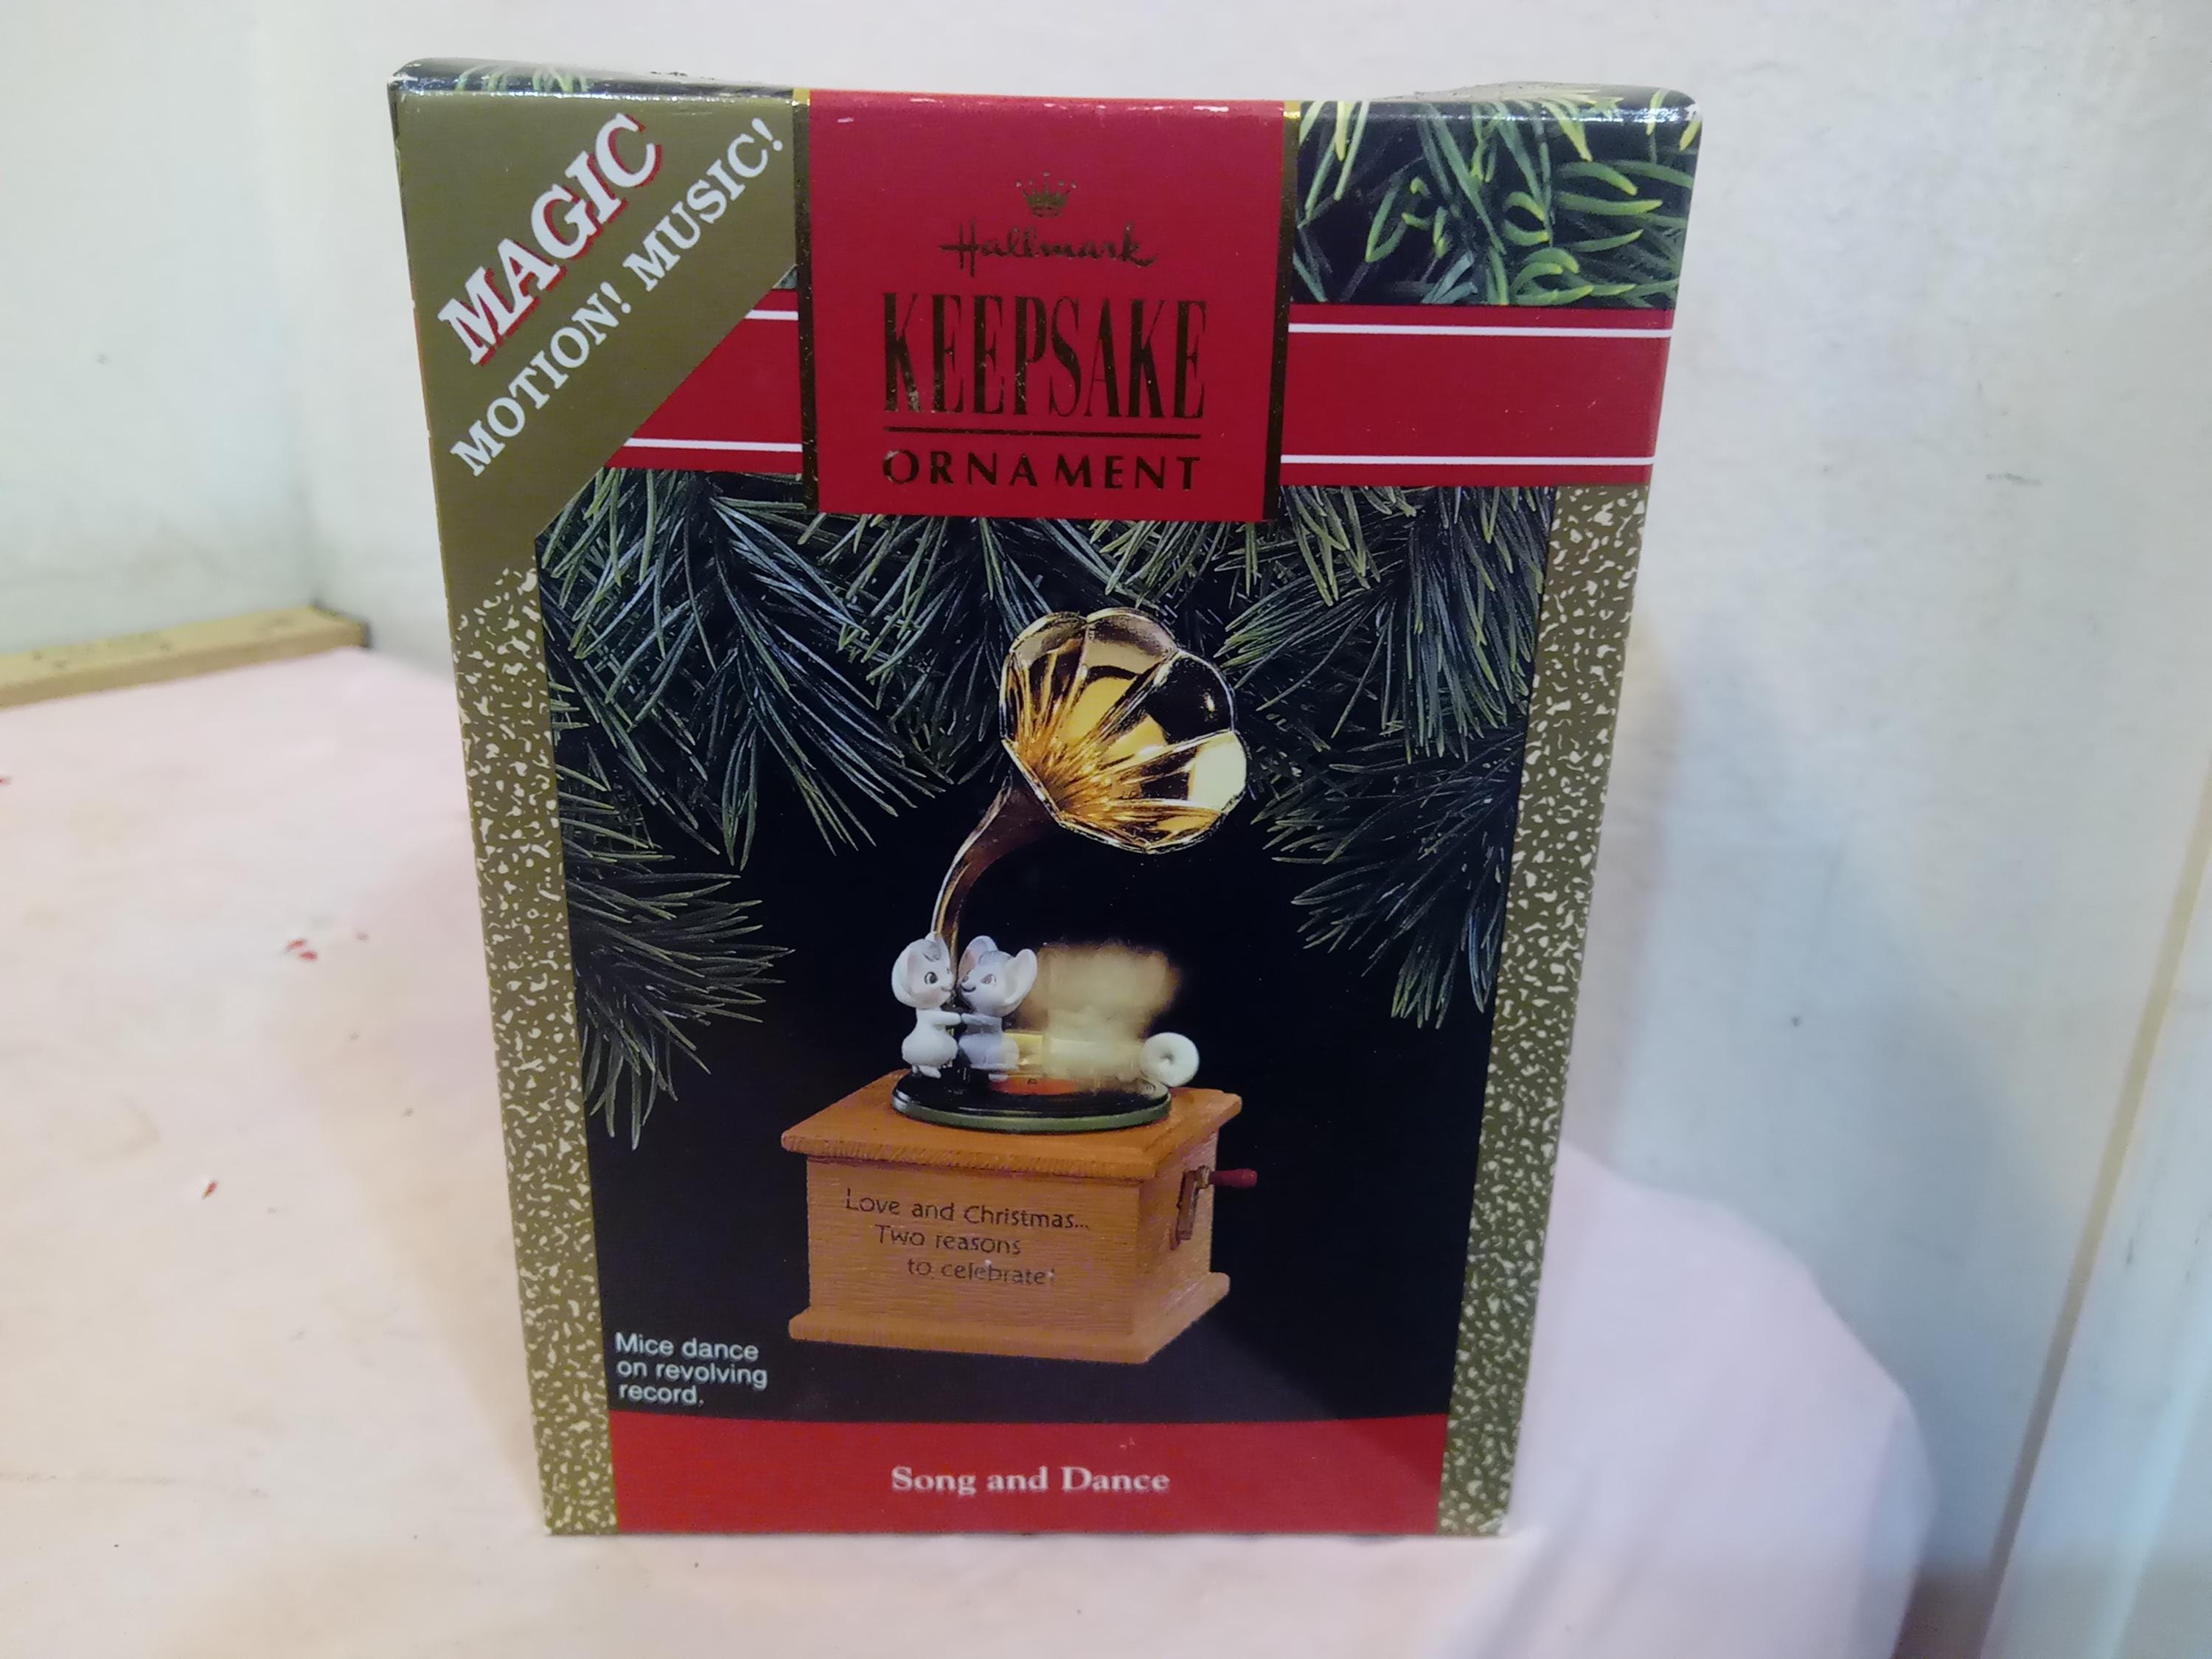 MAGIC
MOTION! MUSIC!
Hallmark
KEEPSAKE
ORNAMENT
Love and Christmas...
Two reasons
to celebrate!
Mice dance
on revolving
record.
Song and Dance